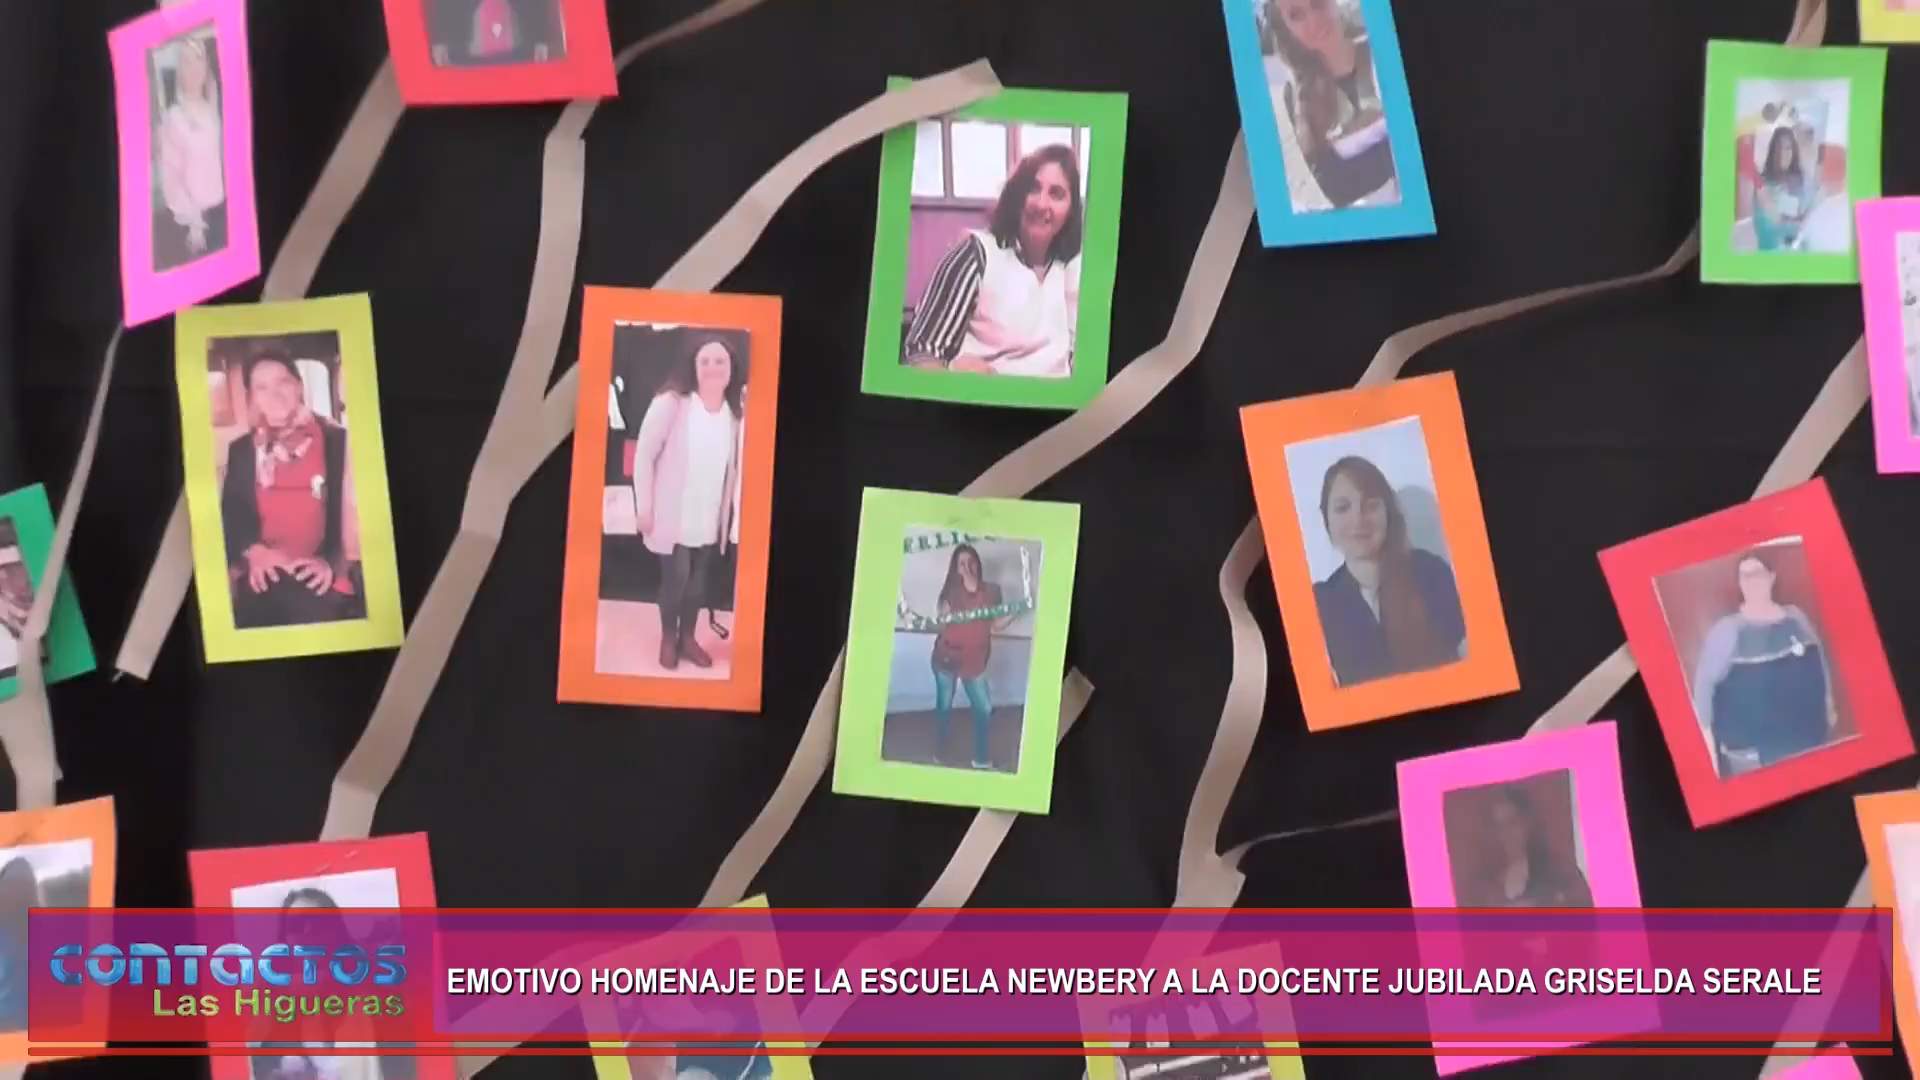 CONTACTOS
Las Higueras
EMOTIVO HOMENAJE DE LA ESCUELA NEWBERY A LA DOCENTE JUBILADA GRISELDA SERALE